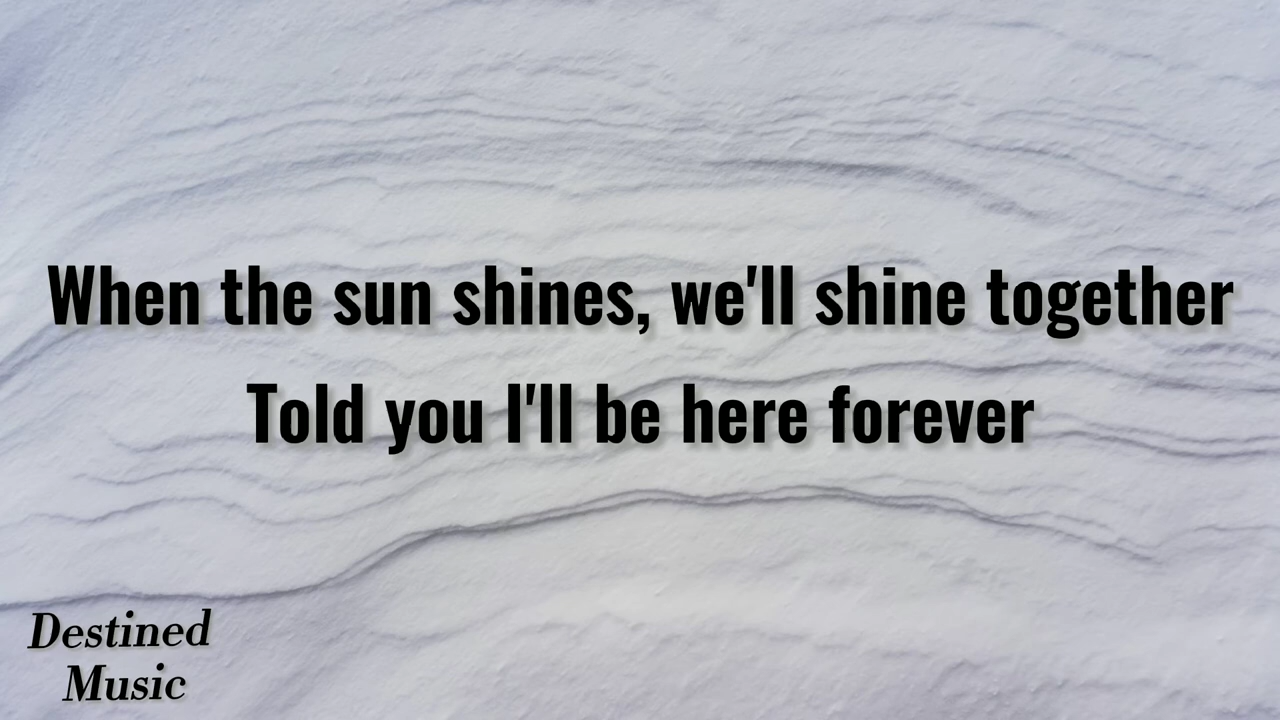 When the sun shines, we'll shine together
Told you I'll be here forever
Destined
Music